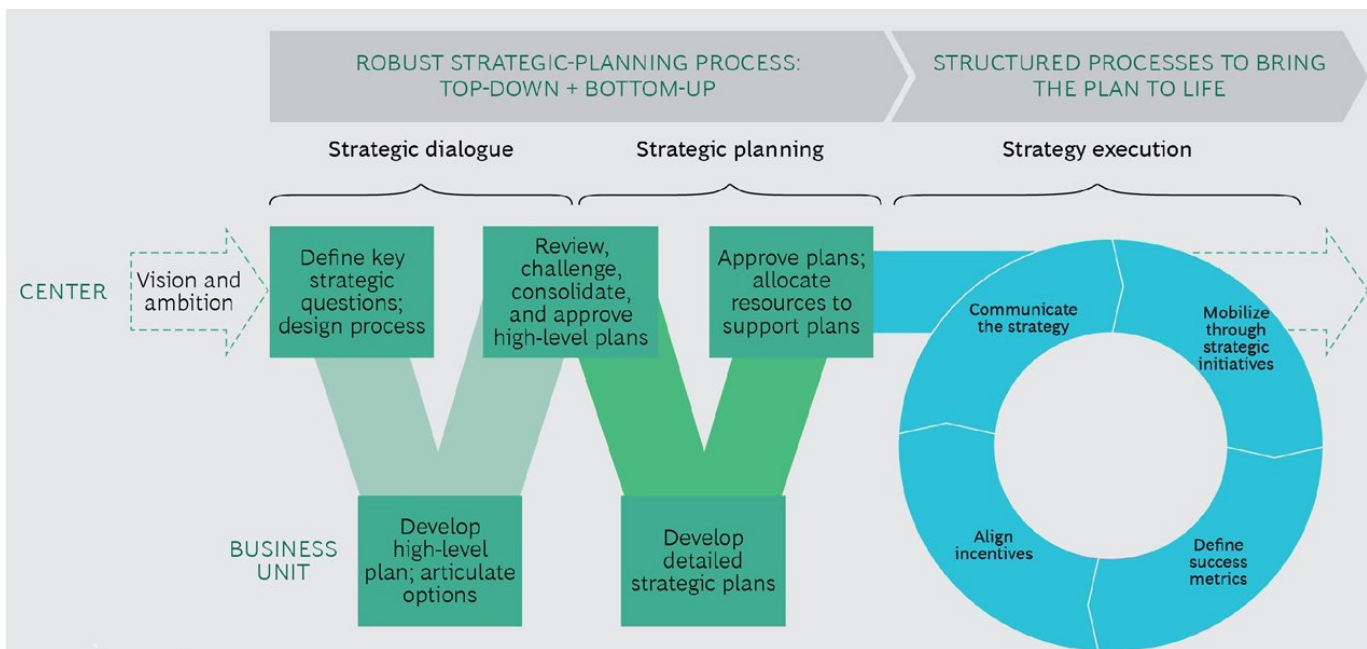 ROBUST STRATEGIC-PLANNING PROCESS:
TOP-DOWN + BOTTOM-UP
STRUCTURED PROCESSES TO BRING
THE PLAN TO LIFE
Strategic dialogue
Strategic planning
Strategy execution
CENTER
Vision and
ambition
Define key
strategic
questions;
design process
Review,
challenge,
consolidate,
and approve
high-level plans
Approve plans;
allocate
resources to
support plans
Communicate
the strategy
Mobilize
through
strategic
initiatives
BUSINESS
UNIT
Develop
high-level
plan; articulate
options
Develop
detailed
strategic plans
Align
incentives
Define
success
metrics